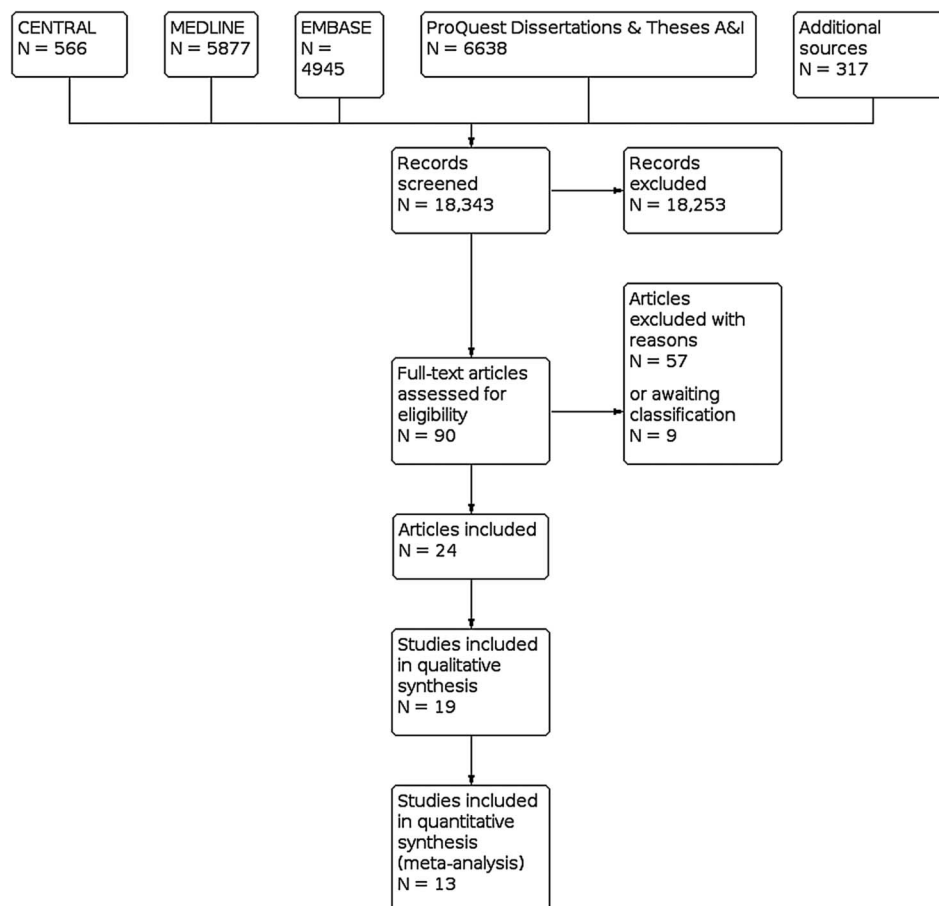 CENTRAL
N = 566
MEDLINE
N = 5877
EMBASE
N =
4945
ProQuest Dissertations & Theses A&I
N = 6638
Additional
sources
N = 317
Records
screened
N = 18,343
Records
excluded
N = 18,253
Articles
excluded with
reasons
N = 57
or awaiting
classification
N = 9
Full-text articles
assessed for
eligibility
N = 90
Articles included
N = 24
Studies included
in qualitative
synthesis
N = 19
Studies included
in quantitative
synthesis
(meta-analysis)
N = 13